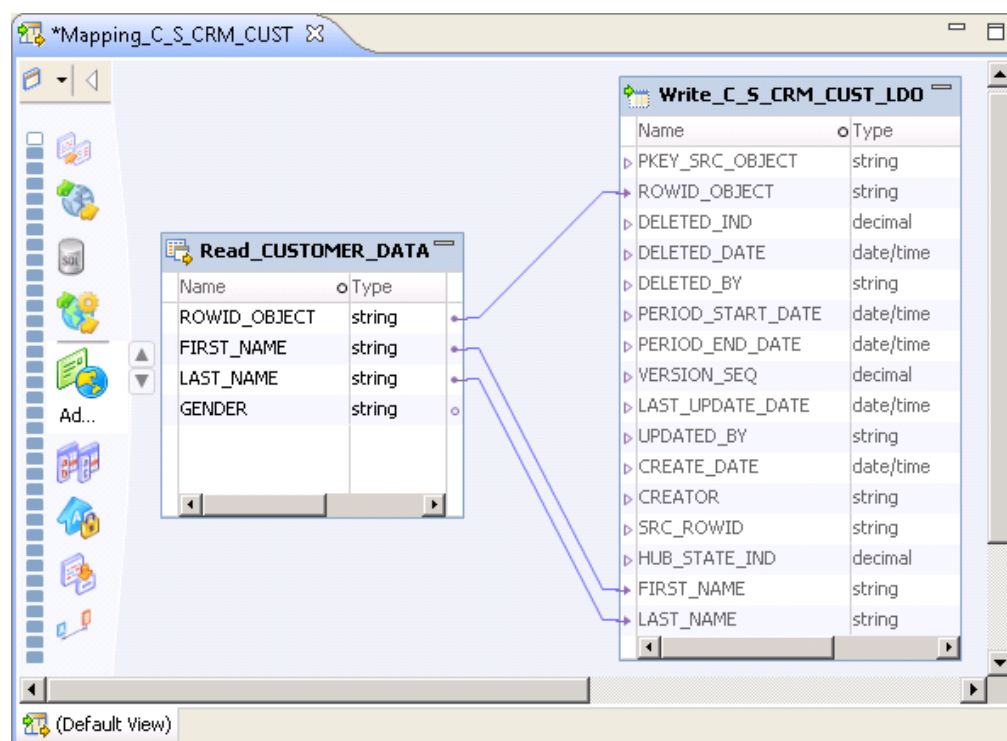 *Mapping_C_S_CRM_CUST
Write_C_S_CRM_CUST_LDO
Name Type
PKEY_SRC_OBJECT string
ROWID_OBJECT string
DELETED_IND decimal
DELETED_DATE date/time
DELETED_BY string
PERIOD_START_DATE date/time
PERIOD_END_DATE date/time
VERSION_SEQ decimal
LAST_UPDATE_DATE date/time
UPDATED_BY string
CREATE_DATE date/time
CREATOR string
SRC_ROWID string
HUB_STATE_IND decimal
FIRST_NAME string
LAST_NAME string
Read_CUSTOMER_DATA
Name Type
ROWID_OBJECT string
FIRST_NAME string
LAST_NAME string
GENDER string
SQL
Ad...
(Default View)